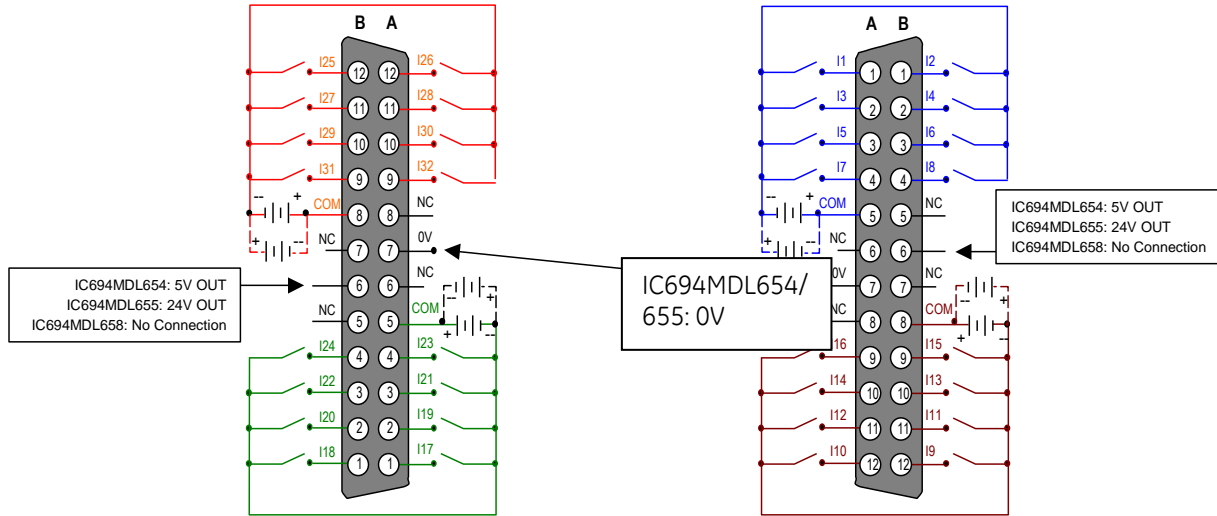 B A
I25 12 12 I26
I27 11 11 I28
I29 10 10 I30
I31 9 9 I32
-- + COM 8 8 NC
+ -- NC 7 7 0V
IC694MDL654: 5V OUT
IC694MDL655: 24V OUT
IC694MDL658: No Connection
6 6 NC
NC 5 5 COM -- + + --
I24 4 4 I23
I22 3 3 I21
I20 2 2 I19
I18 1 1 I17
IC694MDL654/
655: 0V
A B
I1 1 1 I2
I3 2 2 I4
I5 3 3 I6
I7 4 4 I8
-- + COM 5 5 NC
+ -- NC 6 6
IC694MDL654: 5V OUT
IC694MDL655: 24V OUT
IC694MDL658: No Connection
0V 7 7 NC
NC 8 8 COM -- + + --
I16 9 9 I15
I14 10 10 I13
I12 11 11 I11
I10 12 12 I9